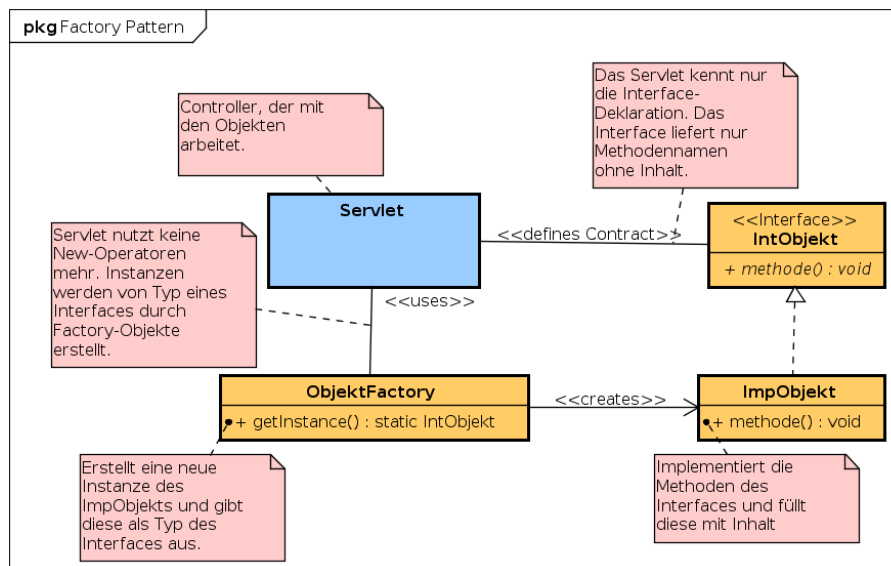 pkg Factory Pattern
Controller, der mit
den Objekten
arbeitet.
Das Servlet kennt nur
die Interface-
Deklaration. Das
Interface liefert nur
Methodennamen
ohne Inhalt.
Servlet
<<defines Contract>>
<<Interface>>
IntObjekt
+ methode() : void
Servlet nutzt keine
New-Operatoren
mehr. Instanzen
werden von Typ eines
Interfaces durch
Factory-Objekte
erstellt.
<<uses>>
ObjektFactory
+ getInstance() : static IntObjekt
<<creates>>
ImpObjekt
+ methode() : void
Erstellt eine neue
Instanze des
ImpObjekts und gibt
diese als Typ des
Interfaces aus.
Implementiert die
Methoden des
Interfaces und füllt
diese mit Inhalt